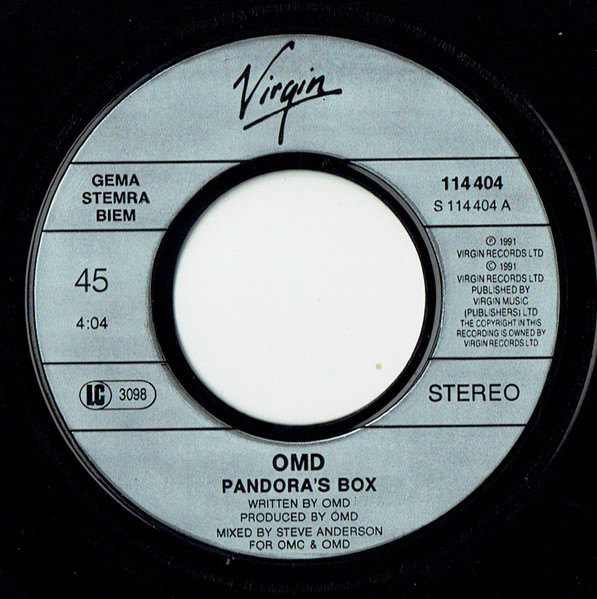 Virgin
GEMA
STEMRA
BIEM
114 404
S 114 404 A
45
4:04
℗ 1991
VIRGIN RECORDS LTD
© 1991
VIRGIN RECORDS LTD
PUBLISHED BY
VIRGIN MUSIC
(PUBLISHERS) LTD
THE COPYRIGHT IN THIS
RECORDING IS OWNED BY
VIRGIN RECORDS LTD
LC 3098
STEREO
OMD
PANDORA'S BOX
WRITTEN BY OMD
PRODUCED BY OMD
MIXED BY STEVE ANDERSON
FOR OMC & OMD